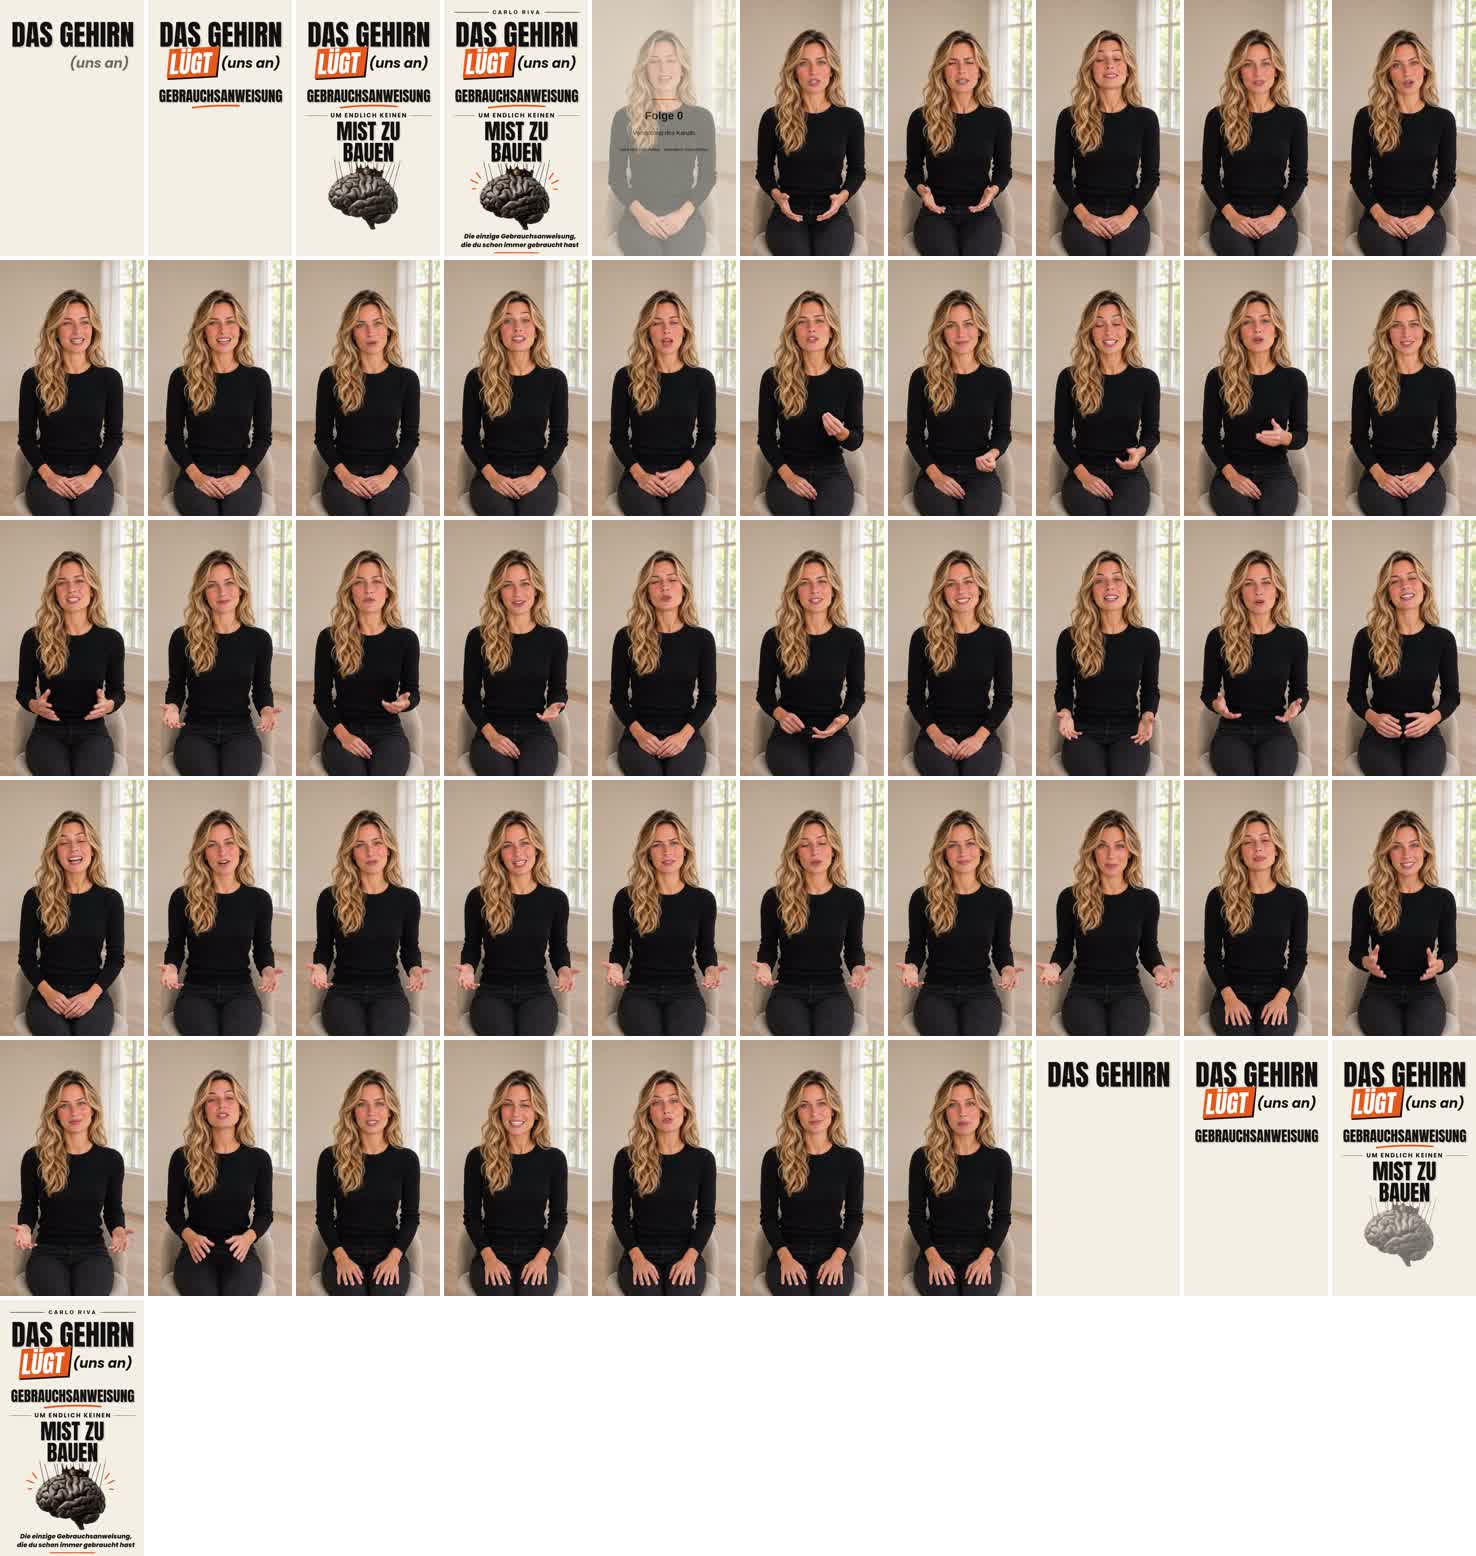 DAS GEHIRN
(uns an)
DAS GEHIRN
LÜGT (uns an)
GEBRAUCHSANWEISUNG
DAS GEHIRN
LÜGT (uns an)
GEBRAUCHSANWEISUNG
UM ENDLICH KEINEN
MIST ZU
BAUEN
CARLO RIVA
DAS GEHIRN
LÜGT (uns an)
GEBRAUCHSANWEISUNG
UM ENDLICH KEINEN
MIST ZU
BAUEN
Die einzige Gebrauchsanweisung,
die du schon immer gebraucht hast
Folge 0
des Kanals
DAS GEHIRN
DAS GEHIRN
LÜGT (uns an)
GEBRAUCHSANWEISUNG
DAS GEHIRN
LÜGT (uns an)
GEBRAUCHSANWEISUNG
UM ENDLICH KEINEN
MIST ZU
BAUEN
CARLO RIVA
DAS GEHIRN
LÜGT (uns an)
GEBRAUCHSANWEISUNG
UM ENDLICH KEINEN
MIST ZU
BAUEN
Die einzige Gebrauchsanweisung,
die du schon immer gebraucht hast